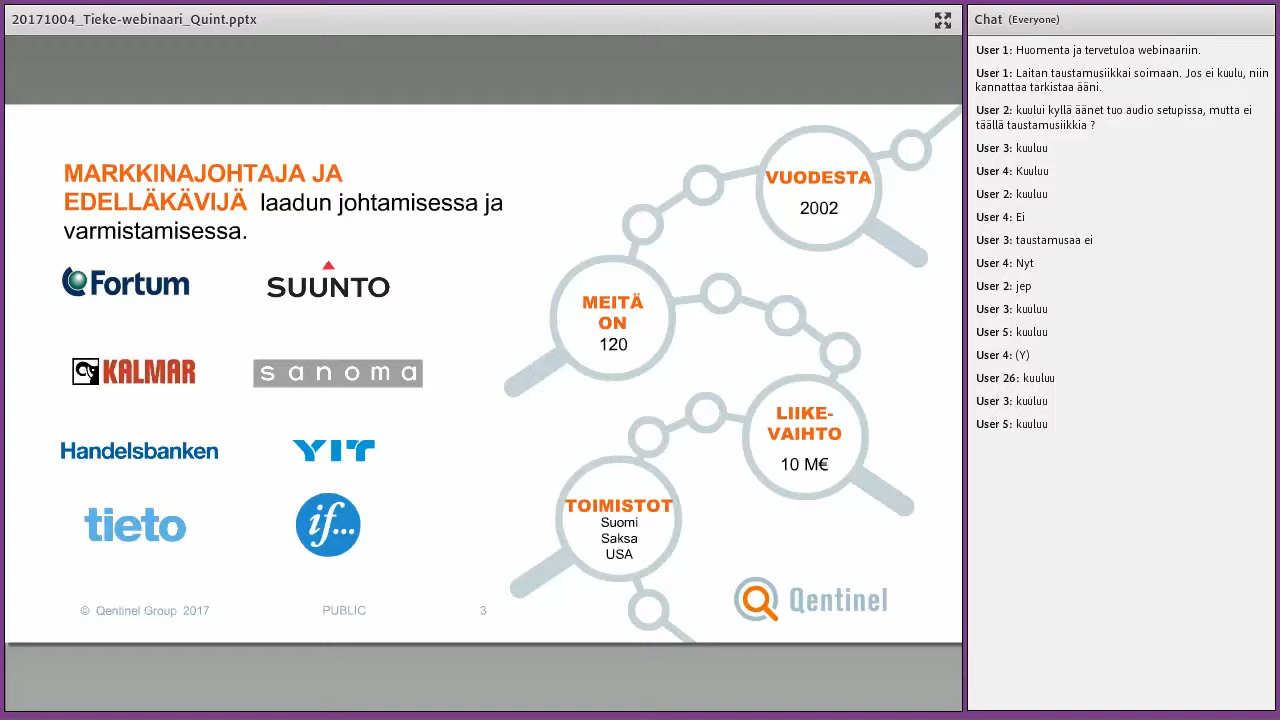 20171004_Tieke-webinaari_Quint.pptx
MARKKINAJOHTAJA JA
EDELLÄKÄVIJÄ laadun johtamisessa ja
varmistamisessa.
Fortum
SUUNTO
KALMAR
sanoma
Handelsbanken
YIT
tieto
if...
VUODESTA
2002
MEITÄ
ON
120
LIIKE-
VAIHTO
10 M€
TOIMISTOT
Suomi
Saksa
USA
© Qentinel Group 2017
PUBLIC
3
Qentinel
Chat (Everyone)
User 1: Huomenta ja tervetuloa webinaariin.
User 1: Laitan taustamusiikkai soimaan. Jos ei kuulu, niin
kannattaa tarkistaa ääni.
User 2: kuului kyllä äänet tuo audio setupissa, mutta ei
täällä taustamusiikkia ?
User 3: kuuluu
User 4: Kuuluu
User 2: kuuluu
User 4: Ei
User 3: taustamusaa ei
User 4: Nyt
User 2: jep
User 3: kuuluu
User 5: kuuluu
User 4: (Y)
User 26: kuuluu
User 3: kuuluu
User 5: kuuluu